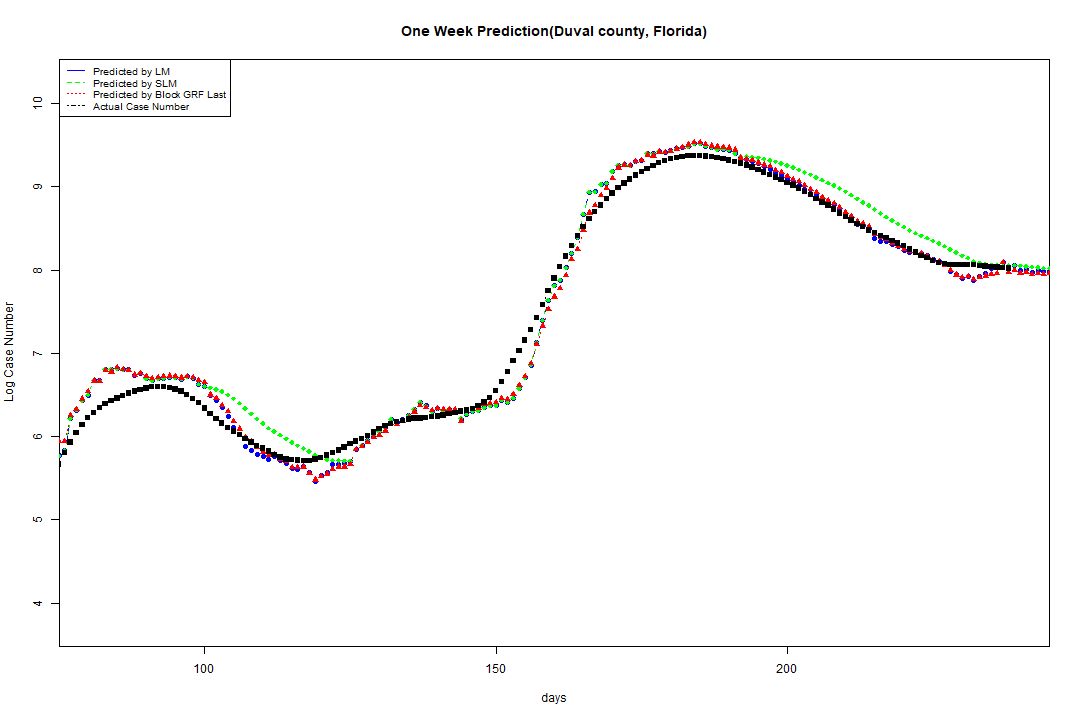 One Week Prediction(Duval county, Florida)
Predicted by LM
Predicted by SLM
Predicted by Block GRF Last
Actual Case Number
10
9
8
7
6
5
4
Log Case Number
100 150 200
days